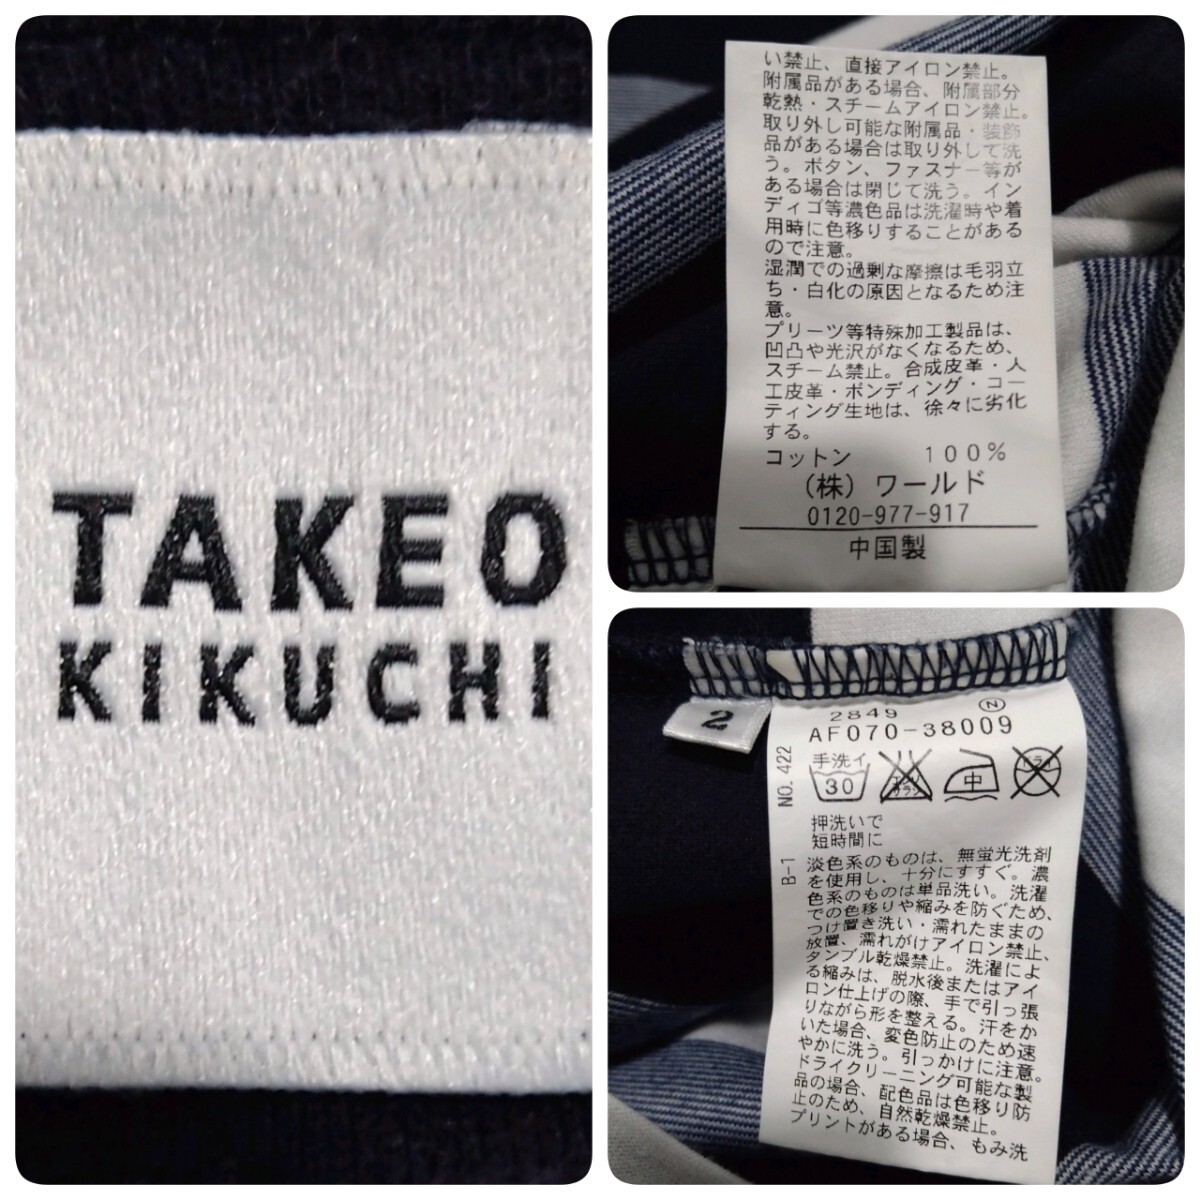 TAKEO
KIKUCHI
い禁止、直接アイロン禁止。
附属品がある場合、附属部分
乾熱・スチームアイロン禁止。
取り外し可能な附属品・装飾
品がある場合は取り外して洗
う。ボタン、ファスナー等が
ある場合は閉じて洗う。イン
ディゴ等濃色品は洗濯時や着
用時に色移りすることがある
ので注意。
湿潤での過剰な摩擦は毛羽立
ち・白化の原因となるため注
意。
プリーツ等特殊加工製品は、
凹凸や光沢がなくなるため、
スチーム禁止。合成皮革・人
工皮革・ボンディング・コー
ティング生地は、徐々に劣化
する。
コットン 100%
（株）ワールド
0120-977-917
中国製
2
2849 N
AF070-38009
NO. 422
手洗イ
30
エンソ
サラシ
中
ドライ
押洗いで
短時間に
B-1
淡色系のものは、無蛍光洗剤
を使用し、十分にすすぐ。濃
色系のものは単品洗い。洗濯
での色移りや縮みを防ぐため、
つけ置き洗い・濡れたままの
放置、濡れがけアイロン禁止、
タンブル乾燥禁止。洗濯によ
る縮みは、脱水後またはアイ
ロン仕上げの際、手で引っ張
りながら形を整える。汗をか
いた場合、変色防止のため速
やかに洗う。引っかけに注意。
ドライクリーニング可能な製
品の場合、配色品は色移り防
止のため、自然乾燥禁止。
プリントがある場合、もみ洗